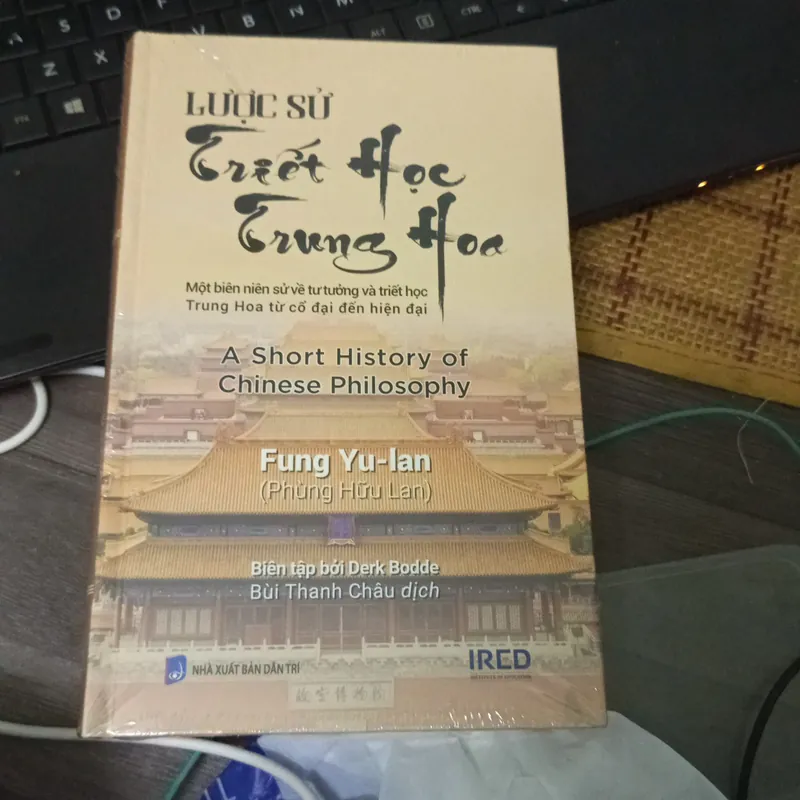 LƯỢC SỬ
Triết Học
Trung Hoa
Một biên niên sử về tư tưởng và triết học
Trung Hoa từ cổ đại đến hiện đại
A Short History of
Chinese Philosophy
Fung Yu-lan
(Phùng Hữu Lan)
Biên tập bởi Derk Bodde
Bùi Thanh Châu dịch
NHÀ XUẤT BẢN DÂN TRÍ
IRED